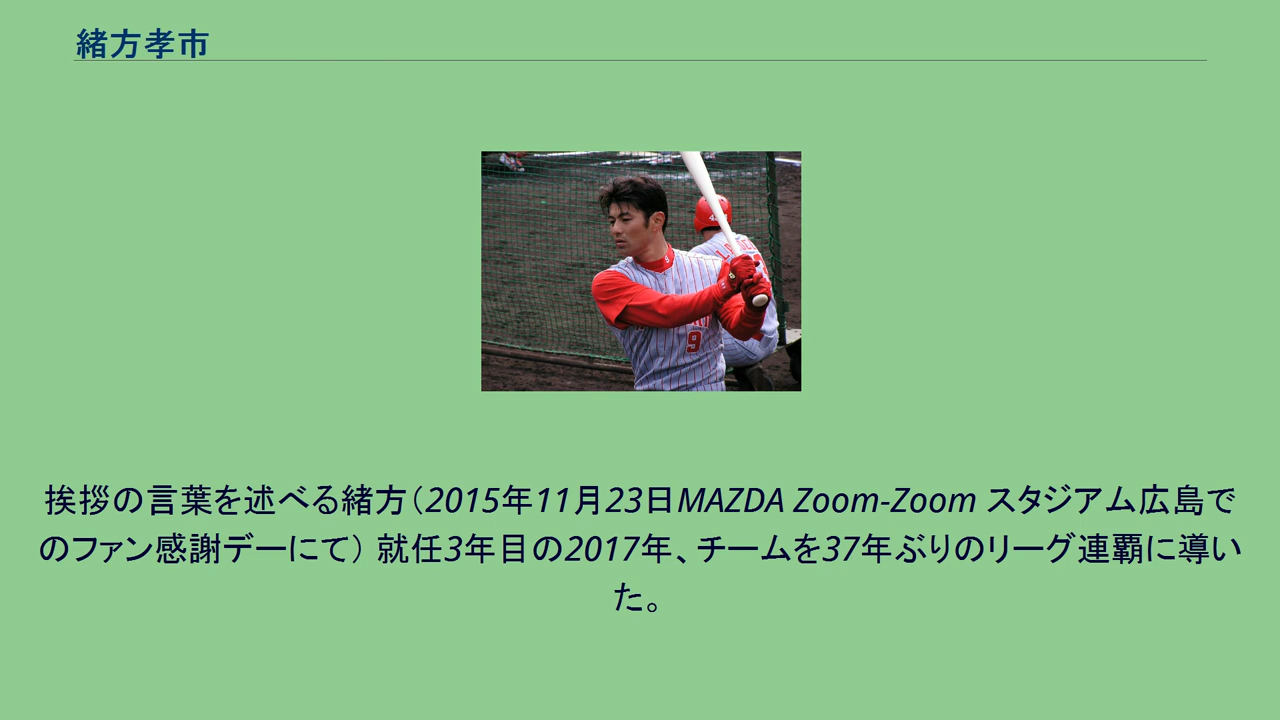 緒方孝市
9
挨拶の言葉を述べる緒方（2015年11月23日MAZDA Zoom-Zoom スタジアム広島で
のファン感謝デーにて） 就任3年目の2017年、チームを37年ぶりのリーグ連覇に導い
た。